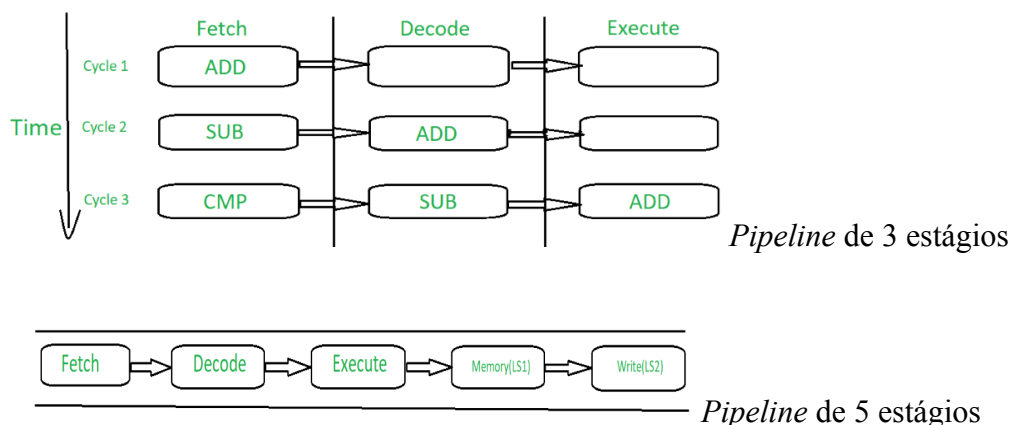 Fetch Decode Execute
Cycle 1 ADD
Time Cycle 2 SUB ADD
Cycle 3 CMP SUB ADD
Pipeline de 3 estágios
Fetch Decode Execute Memory(LS1) Write(LS2)
Pipeline de 5 estágios